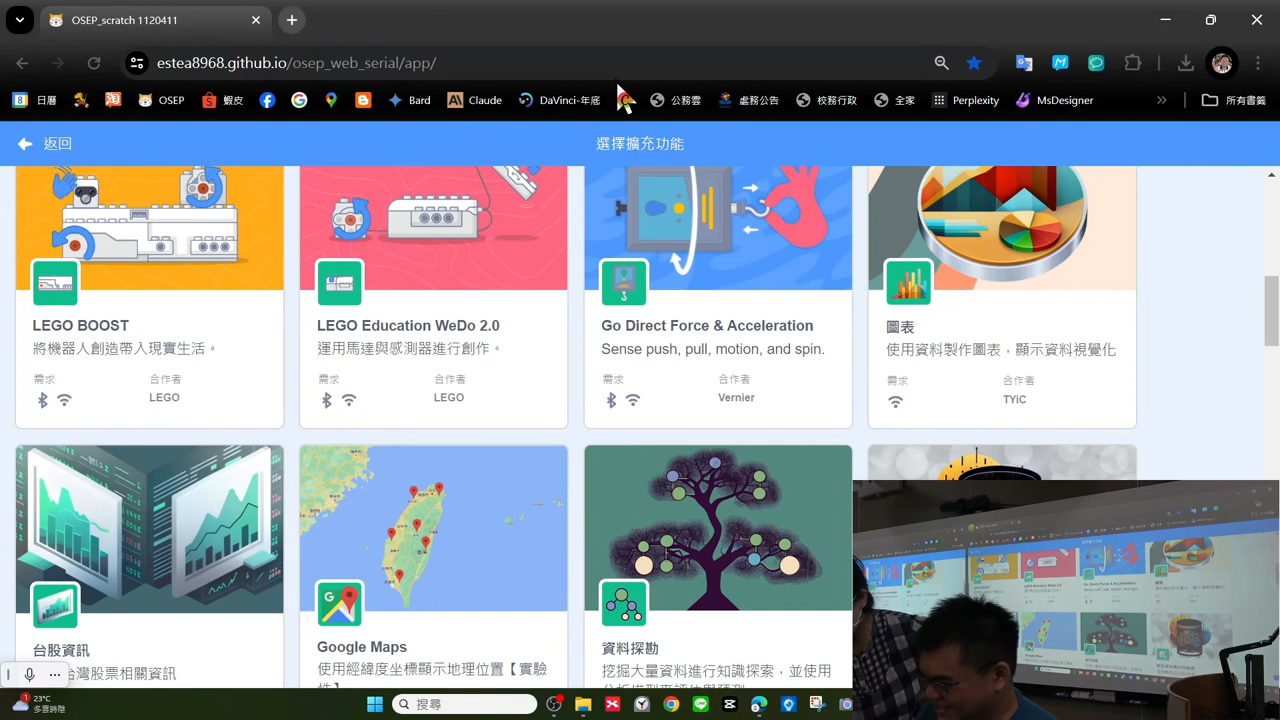 OSEP_scratch 1120411
estea8968.github.io/osep_web_serial/app/
日曆
OSEP
蝦皮
Bard
Claude
DaVinci-年底
公務雲
處務公告
校務行政
全家
Perplexity
MsDesigner
所有書籤
返回
選擇擴充功能
LEGO BOOST
將機器人創造帶入現實生活。
需求
合作者
LEGO
LEGO Education WeDo 2.0
運用馬達與感測器進行創作。
需求
合作者
LEGO
Go Direct Force & Acceleration
Sense push, pull, motion, and spin.
需求
合作者
Vernier
圖表
使用資料製作圖表，顯示資料視覺化
需求
合作者
TYiC
台股資訊
台灣股票相關資訊
Google Maps
使用經緯度坐標顯示地理位置【實驗
性】
資料探勘
挖掘大量資料進行知識探索，並使用
23°C
多雲時陰
搜尋